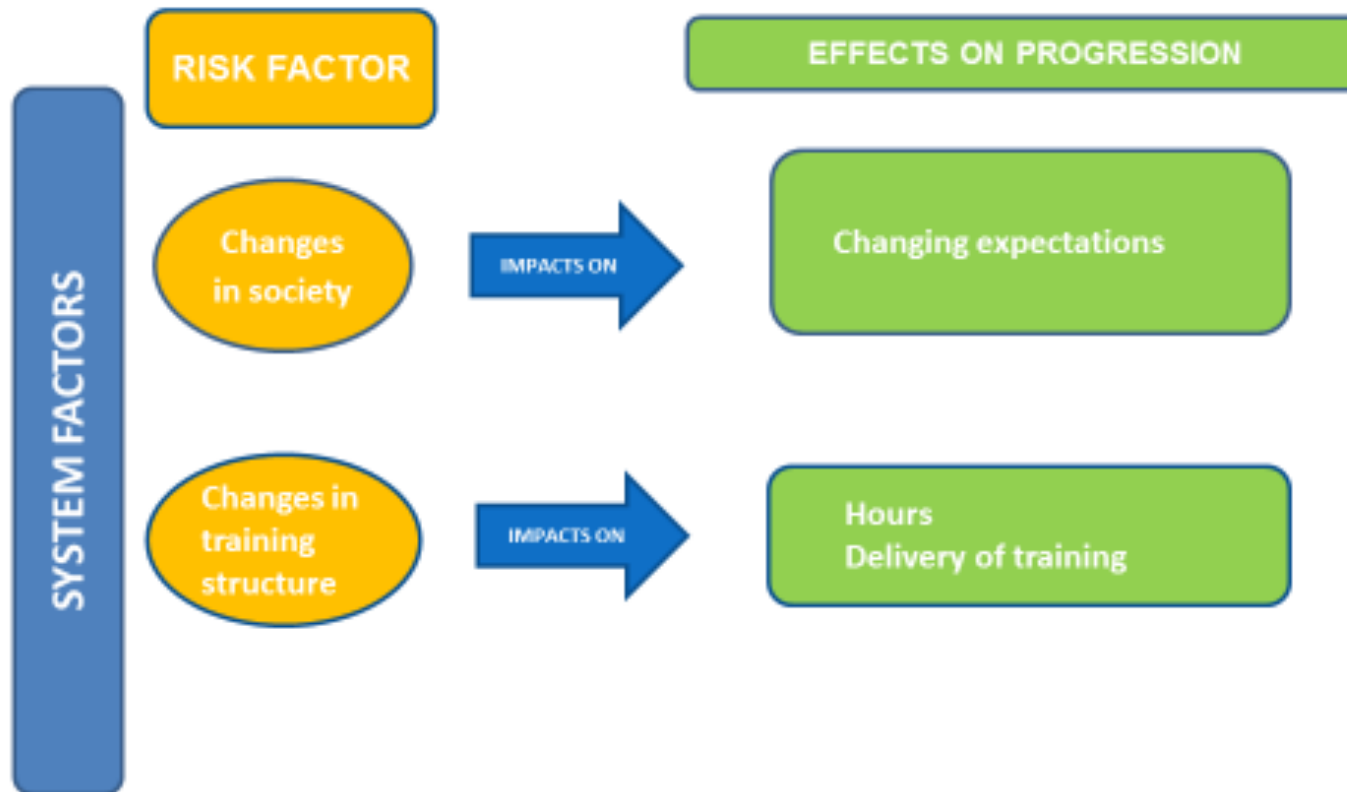 RISK FACTOR
EFFECTS ON PROGRESSION
SYSTEM FACTORS
Changes
in society
IMPACTS ON
Changing expectations
Changes in
training
structure
IMPACTS ON
Hours
Delivery of training